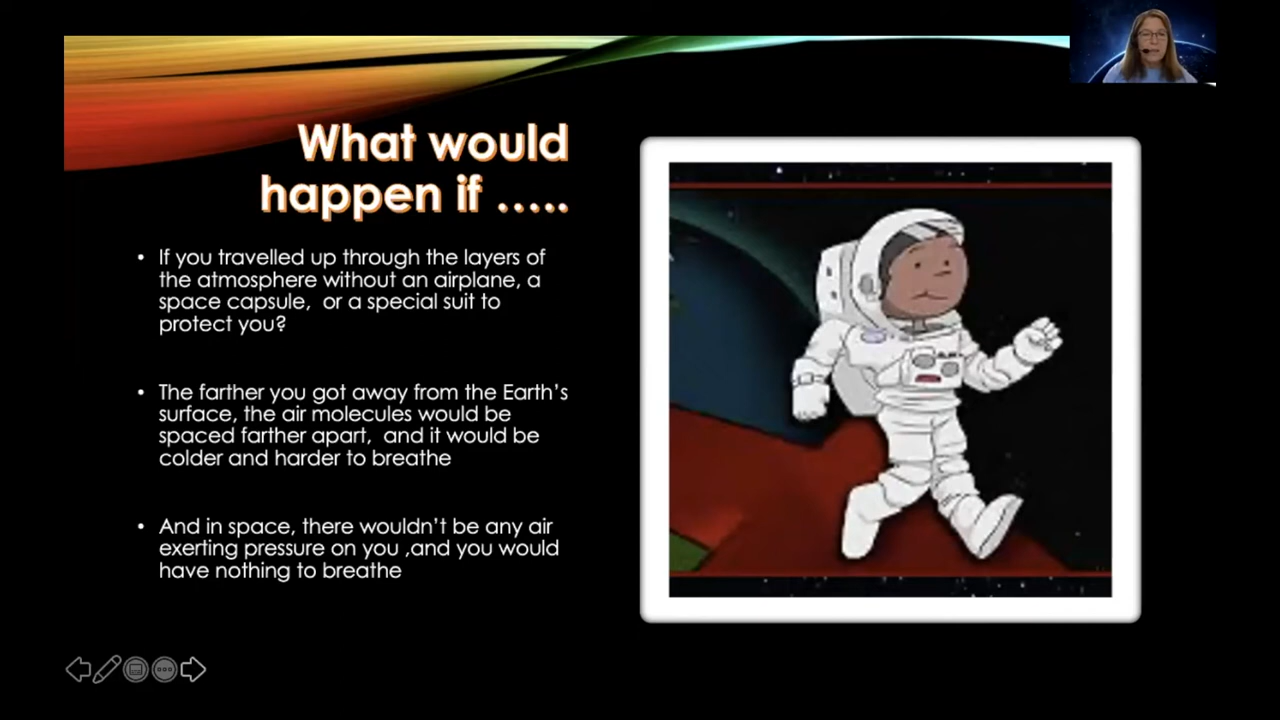 What would
happen if .....
• If you travelled up through the layers of
the atmosphere without an airplane, a
space capsule,  or a special suit to
protect you?
• The farther you got away from the Earth's
surface, the air molecules would be
spaced farther apart,  and it would be
colder and harder to breathe
• And in space, there wouldn't be any air
exerting pressure on you ,and you would
have nothing to breathe